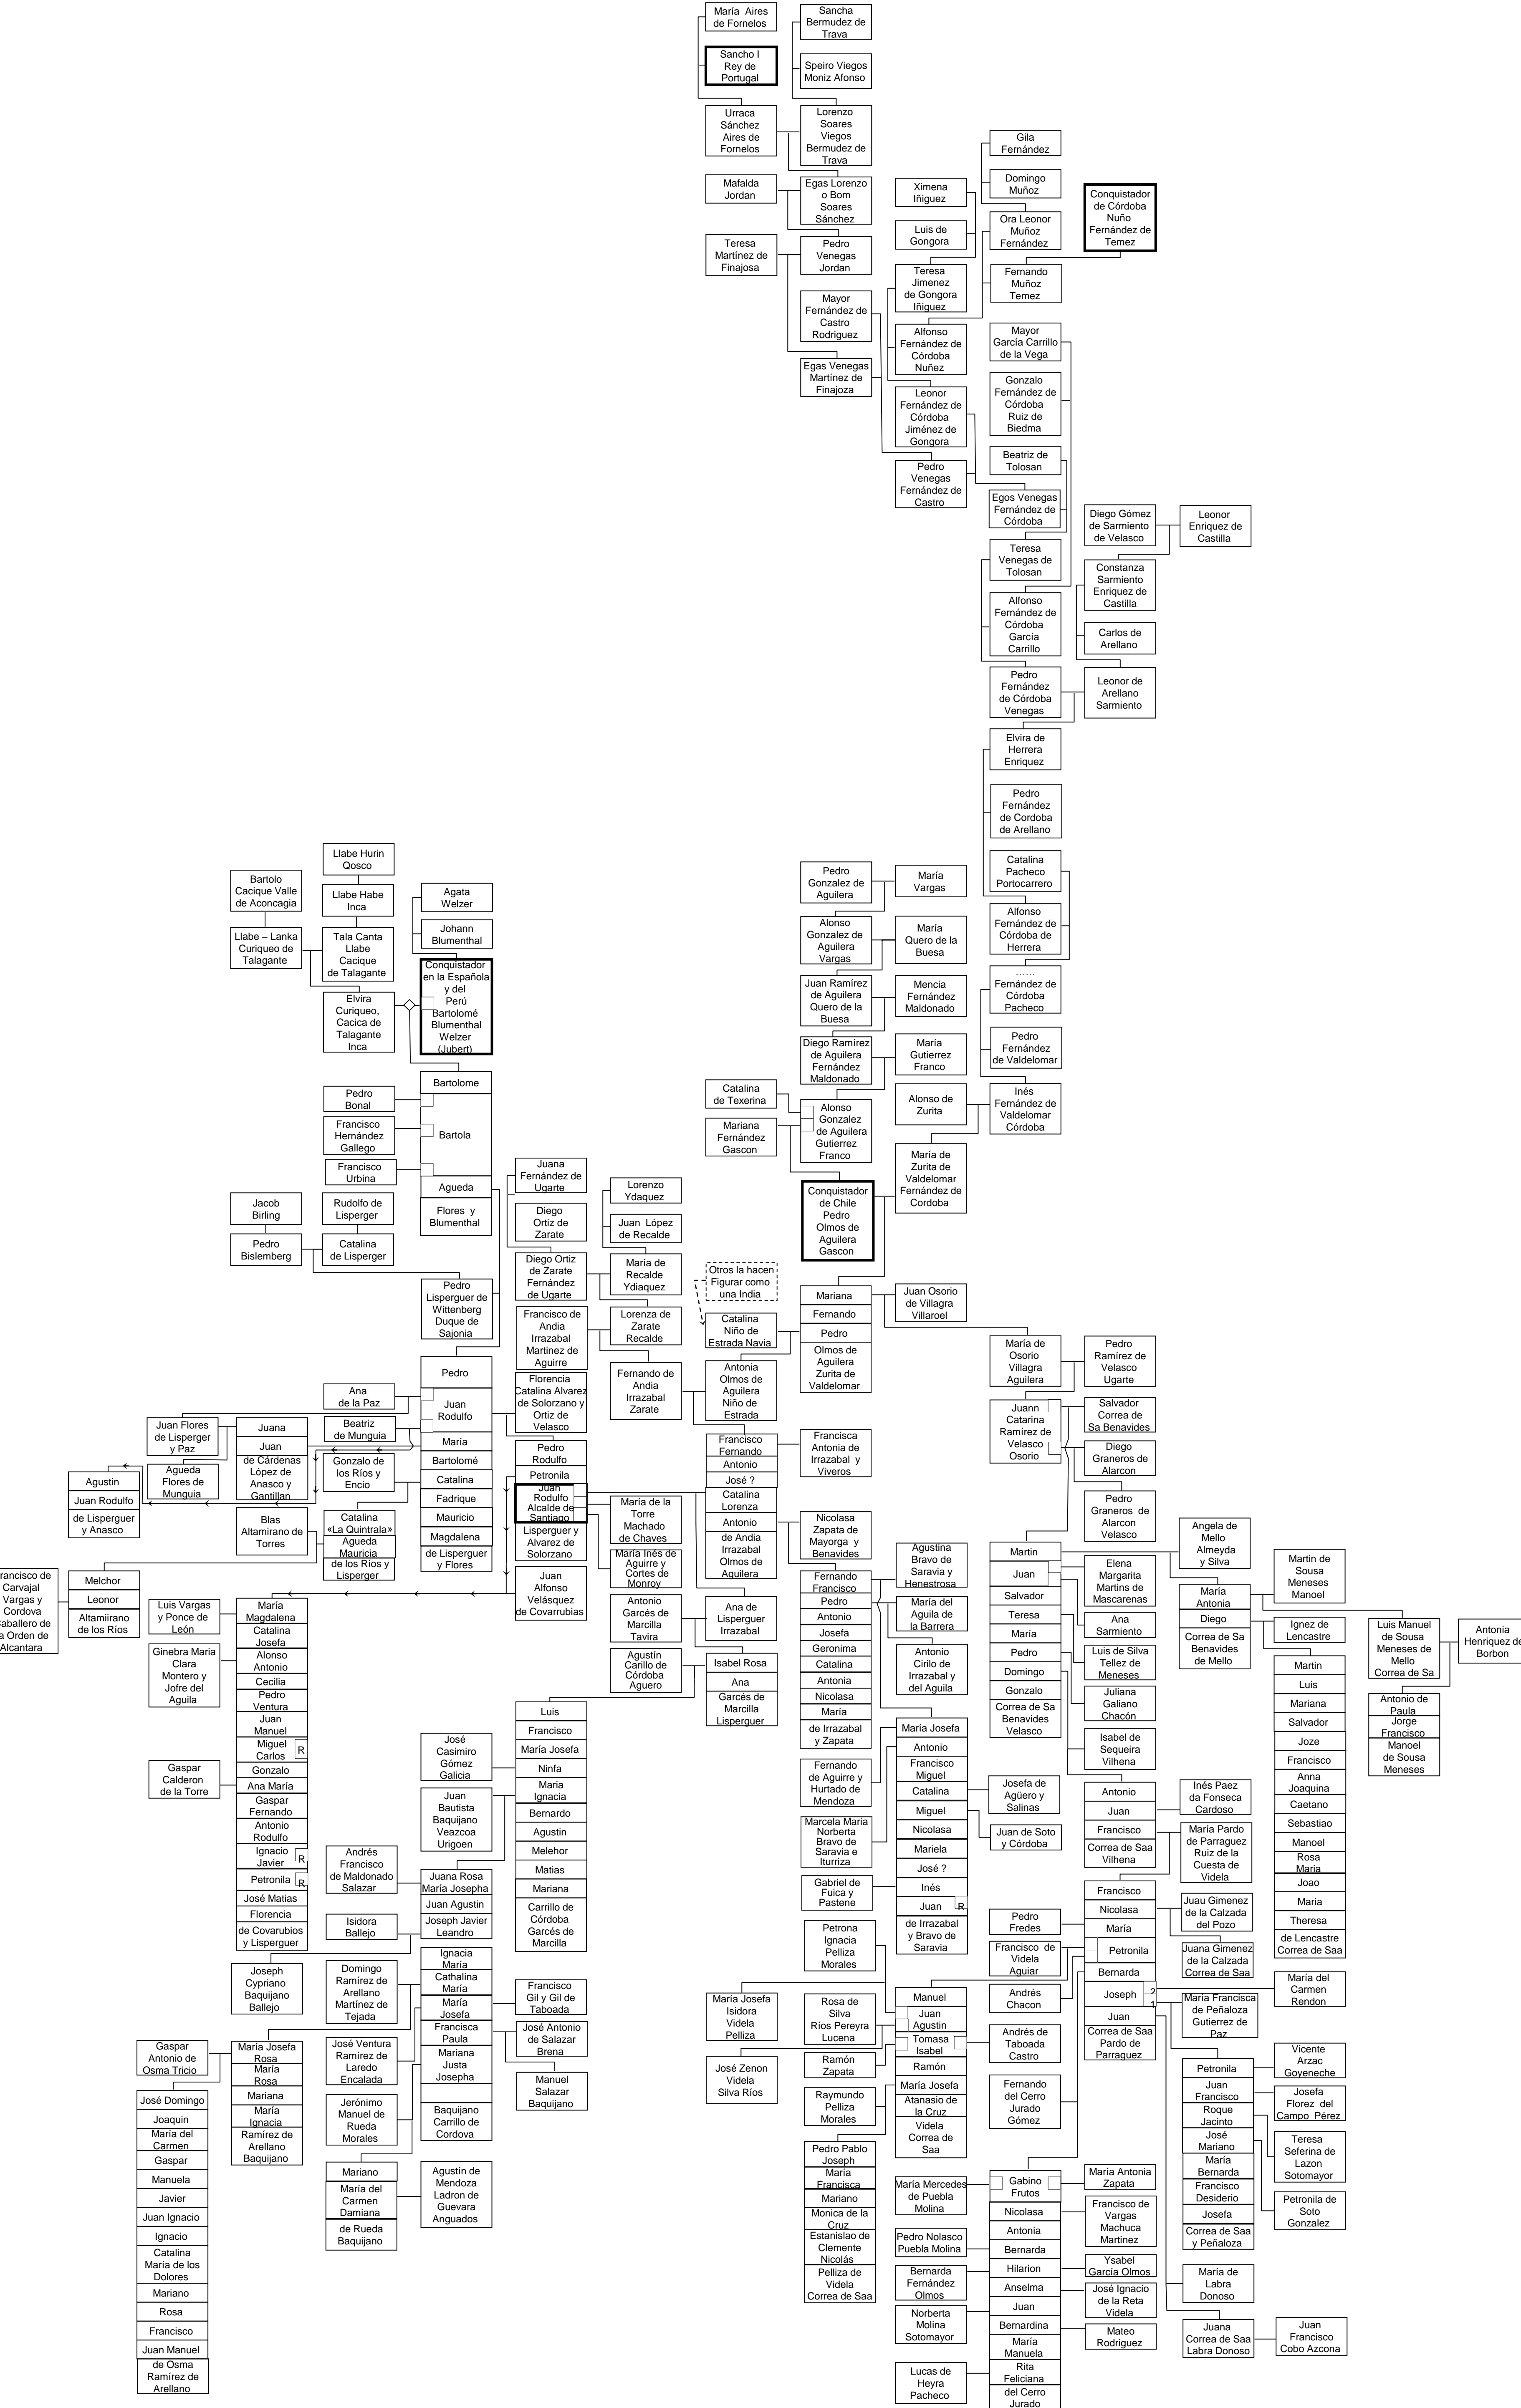 María Aires
de Fornelos
Sancha
Bermudez de
Trava
Sancho I
Rey de
Portugal
Speiro Viegos
Moniz Afonso
Urraca
Sánchez
Aires de
Fornelos
Lorenzo
Soares
Viegos
Bermudez de
Trava
Gila
Fernández
Mafalda
Jordan
Egas Lorenzo
o Bom
Soares
Sánchez
Ximena
Iñiguez
Domingo
Muñoz
Conquistador
de Córdoba
Nuño
Fernández de
Temez
Luis de
Gongora
Ora Leonor
Muñoz
Fernández
Teresa
Martínez de
Finajosa
Pedro
Venegas
Jordan
Teresa
Jimenez
de Gongora
Iñiguez
Fernando
Muñoz
Temez
Mayor
Fernández de
Castro
Rodriguez
Alfonso
Fernández de
Córdoba
Nuñez
Mayor
García Carrillo
de la Vega
Egas Venegas
Martínez de
Finajoza
Leonor
Fernández de
Córdoba
Jiménez de
Gongora
Gonzalo
Fernández de
Córdoba
Ruiz de
Biedma
Pedro
Venegas
Fernández de
Castro
Beatriz de
Tolosan
Egos Venegas
Fernández de
Córdoba
Diego Gómez
de Sarmiento
de Velasco
Leonor
Enriquez de
Castilla
Teresa
Venegas de
Tolosan
Constanza
Sarmiento
Enriquez de
Castilla
Alfonso
Fernández de
Córdoba
García
Carrillo
Carlos de
Arellano
Pedro
Fernández
de Córdoba
Venegas
Leonor de
Arellano
Sarmiento
Elvira de
Herrera
Enriquez
Pedro
Fernández
de Cordoba
de Arellano
Catalina
Pacheco
Portocarrero
Alfonso
Fernández de
Córdoba de
Herrera
......
Fernández de
Córdoba
Pacheco
Pedro
Fernández
de Valdelomar
Inés
Fernández de
Valdelomar
Córdoba
Pedro
Gonzalez de
Aguilera
María
Vargas
Alonso
Gonzalez de
Aguilera
Vargas
María
Quero de la
Buesa
Juan Ramírez
de Aguilera
Quero de la
Buesa
Mencia
Fernández
Maldonado
Diego Ramírez
de Aguilera
Fernández
Maldonado
María
Gutierrez
Franco
Catalina
de Texerina
Mariana
Fernández
Gascon
Alonso
Gonzalez
de Aguilera
Gutierrez
Franco
Alonso de
Zurita
María de
Zurita de
Valdelomar
Fernández de
Cordoba
Conquistador
de Chile
Pedro
Olmos de
Aguilera
Gascon
Llabe Hurin
Qosco
Bartolo
Cacique Valle
de Aconcagia
Llabe Habe
Inca
Agata
Welzer
Johann
Blumenthal
Llabe – Lanka
Curiqueo de
Talagante
Tala Canta
Llabe
Cacique
de Talagante
Elvira
Curiqueo,
Cacica de
Talagante
Inca
Conquistador
en la Española
y del
Perú
Bartolomé
Blumenthal
Welzer
(Jubert)
Bartolome
Bartola
Agueda
Flores y
Blumenthal
Pedro
Bonal
Francisco
Hernández
Gallego
Francisco
Urbina
Jacob
Birling
Rudolfo de
Lisperger
Pedro
Bislemberg
Catalina
de Lisperger
Pedro
Lisperguer de
Wittenberg
Duque de
Sajonia
Juana
Fernández de
Ugarte
Diego
Ortiz de
Zarate
Lorenzo
Ydaquez
Juan López
de Recalde
Diego Ortiz
de Zarate
Fernández
de Ugarte
María de
Recalde
Ydiaquez
Francisco de
Andia
Irrazabal
Martinez de
Aguirre
Lorenza de
Zarate
Recalde
Fernando de
Andia
Irrazabal
Zarate
Otros la hacen
Figurar como
una India
Catalina
Niño de
Estrada Navia
Mariana
Fernando
Pedro
Olmos de
Aguilera
Zurita de
Valdelomar
Juan Osorio
de Villagra
Villaroel
Antonia
Olmos de
Aguilera
Niño de
Estrada
María de
Osorio
Villagra
Aguilera
Pedro
Ramírez de
Velasco
Ugarte
Juann
Catarina
Ramírez de
Velasco
Osorio
Salvador
Correa de
Sa Benavides
Diego
Graneros de
Alarcon
Pedro
Graneros de
Alarcon
Velasco
Pedro
Juan
Rodulfo
María
Bartolomé
Catalina
Fadrique
Mauricio
Magdalena
de Lisperguer
y Flores
Ana
de la Paz
Beatriz
de Munguia
Gonzalo de
los Ríos y
Encio
Florencia
Catalina Alvarez
de Solorzano y
Ortiz de
Velasco
Juan Flores
de Lisperger
y Paz
Agueda
Flores de
Munguia
Juana
Juan
de Cárdenas
López de
Anasco y
Gantillan
Agustin
Juan Rodulfo
de Lisperguer
y Anasco
Blas
Altamirano de
Torres
Catalina
«La Quintrala»
Agueda
Mauricia
de los Ríos y
Lisperger
Pedro
Rodulfo
Petronila
Juan
Rodulfo
Alcalde de
Santiago
Lisperguer y
Alvarez de
Solorzano
Juan
Alfonso
Velásquez
de Covarrubias
María de la
Torre
Machado
de Chaves
María Inés de
Aguirre y
Cortes de
Monroy
Francisco
Fernando
Antonio
José ?
Catalina
Lorenza
Antonio
de Andia
Irrazabal
Olmos de
Aguilera
Francisca
Antonia de
Irrazabal y
Viveros
Nicolasa
Zapata de
Mayorga y
Benavides
Carvajal
Vargas y
Cordova
Alcantara
Melchor
Leonor
Altamiirano
de los Ríos
Luis Vargas
y Ponce de
León
Ginebra Maria
Clara
Montero y
Jofre del
Aguila
Gaspar
Calderon
de la Torre
María
Magdalena
Catalina
Josefa
Alonso
Antonio
Cecilia
Pedro
Ventura
Juan
Manuel
Miguel
Carlos
R
Gonzalo
Ana María
Gaspar
Fernando
Antonio
Rodulfo
Ignacio
Javier
R
Petronila
R
José Matias
Florencia
de Covarubios
y Lisperguer
Antonio
Garcés de
Marcilla
Tavira
Ana de
Lisperguer
Irrazabal
Agustín
Carillo de
Córdoba
Aguero
Isabel Rosa
Ana
Garcés de
Marcilla
Lisperguer
Luis
Francisco
María Josefa
Ninfa
Maria
Ignacia
Bernardo
Agustin
Melehor
Matias
Mariana
Carrillo de
Córdoba
Garcés de
Marcilla
José
Casimiro
Gómez
Galicia
Juan
Bautista
Baquijano
Veazcoa
Urigoen
Fernando
Francisco
Pedro
Antonio
Josefa
Geronima
Catalina
Antonia
Nicolasa
María
de Irrazabal
y Zapata
Agustina
Bravo de
Saravia y
Henestrosa
María del
Aguila de
la Barrera
Antonio
Cirilo de
Irrazabal y
del Aguila
María Josefa
Antonio
Francisco
Miguel
Catalina
Miguel
Nicolasa
Mariela
José ?
Inés
Juan
R
de Irrazabal
y Bravo de
Saravia
Fernando
de Aguirre y
Hurtado de
Mendoza
Marcela Maria
Norberta
Bravo de
Saravia e
Iturriza
Gabriel de
Fuica y
Pastene
Josefa de
Agüero y
Salinas
Juan de Soto
y Córdoba
Martin
Juan
Salvador
Teresa
María
Pedro
Domingo
Gonzalo
Correa de Sa
Benavides
Velasco
Angela de
Mello
Almeyda
y Silva
Elena
Margarita
Martins de
Mascarenas
Ana
Sarmiento
Luis de Silva
Tellez de
Meneses
Juliana
Galiano
Chacón
Isabel de
Sequeira
Vilhena
María
Antonia
Diego
Correa de Sa
Benavides
de Mello
Martin de
Sousa
Meneses
Manoel
Ignez de
Lencastre
Luis Manuel
de Sousa
Meneses de
Mello
Correa de Sa
Antonia
Henriquez de
Borbon
Antonio de
Paula
Jorge
Francisco
Manoel
de Sousa
Meneses
Martin
Luis
Mariana
Salvador
Joze
Francisco
Anna
Joaquina
Caetano
Sebastiao
Manoel
Rosa
Maria
Joao
Maria
Theresa
de Lencastre
Correa de Saa
Antonio
Juan
Francisco
Correa de Saa
Vilhena
Inés Paez
da Fonseca
Cardoso
María Pardo
de Parraguez
Ruiz de la
Cuesta de
Videla
Francisco
Nicolasa
María
Petronila
Bernarda
Joseph
2
1
Juan
Correa de Saa
Pardo de
Parraguez
Juau Gimenez
de la Calzada
del Pozo
Juana Gimenez
de la Calzada
Correa de Saa
Pedro
Fredes
Francisco de
Videla
Aguiar
Andrés
Chacon
María del
Carmen
Rendon
María Francisca
de Peñaloza
Gutierrez de
Paz
Andrés
Francisco
de Maldonado
Salazar
Isidora
Ballejo
Juana Rosa
María Josepha
Juan Agustin
Joseph Javier
Leandro
Ignacia
María
Cathalina
María
María
Josefa
Francisca
Paula
Mariana
Justa
Josepha
Baquijano
Carrillo de
Cordova
Joseph
Cypriano
Baquijano
Ballejo
Domingo
Ramírez de
Arellano
Martínez de
Tejada
José Ventura
Ramírez de
Laredo
Encalada
Jerónimo
Manuel de
Rueda
Morales
Francisco
Gil y Gil de
Taboada
José Antonio
de Salazar
Brena
Manuel
Salazar
Baquijano
Gaspar
Antonio de
Osma Tricio
María Josefa
Rosa
María
Rosa
Mariana
María
Ignacia
Ramírez de
Arellano
Baquijano
José Domingo
Joaquin
María del
Carmen
Gaspar
Manuela
Javier
Juan Ignacio
Ignacio
Catalina
María de los
Dolores
Mariano
Rosa
Francisco
Juan Manuel
de Osma
Ramírez de
Arellano
Mariano
María del
Carmen
Damiana
de Rueda
Baquijano
Agustín de
Mendoza
Ladron de
Guevara
Anguados
Petrona
Ignacia
Pelliza
Morales
María Josefa
Isidora
Videla
Pelliza
Rosa de
Silva
Ríos Pereyra
Lucena
José Zenon
Videla
Silva Ríos
Ramón
Zapata
Raymundo
Pelliza
Morales
Manuel
Juan
Agustin
Tomasa
Isabel
Ramón
María Josefa
Atanasio de
la Cruz
Videla
Correa de
Saa
Andrés de
Taboada
Castro
Fernando
del Cerro
Jurado
Gómez
Pedro Pablo
Joseph
María
Francisca
Mariano
Monica de la
Cruz
Estanislao de
Clemente
Nicolás
Pelliza de
Videla
Correa de Saa
María Mercedes
de Puebla
Molina
Pedro Nolasco
Puebla Molina
Bernarda
Fernández
Olmos
Norberta
Molina
Sotomayor
Lucas de
Heyra
Pacheco
Gabino
Frutos
Nicolasa
Antonia
Bernarda
Hilarion
Anselma
Juan
Bernardina
María
Manuela
Rita
Feliciana
del Cerro
Jurado
María Antonia
Zapata
Francisco de
Vargas
Machuca
Martinez
Ysabel
García Olmos
José Ignacio
de la Reta
Videla
Mateo
Rodriguez
Petronila
Juan
Francisco
Roque
Jacinto
José
Mariano
María
Bernarda
Francisco
Desiderio
Josefa
Correa de Saa
y Peñaloza
Vicente
Arzac
Goyeneche
Josefa
Florez del
Campo Pérez
Teresa
Seferina de
Lazon
Sotomayor
Petronila de
Soto
Gonzalez
María de
Labra
Donoso
Juana
Correa de Saa
Labra Donoso
Juan
Francisco
Cobo Azcona